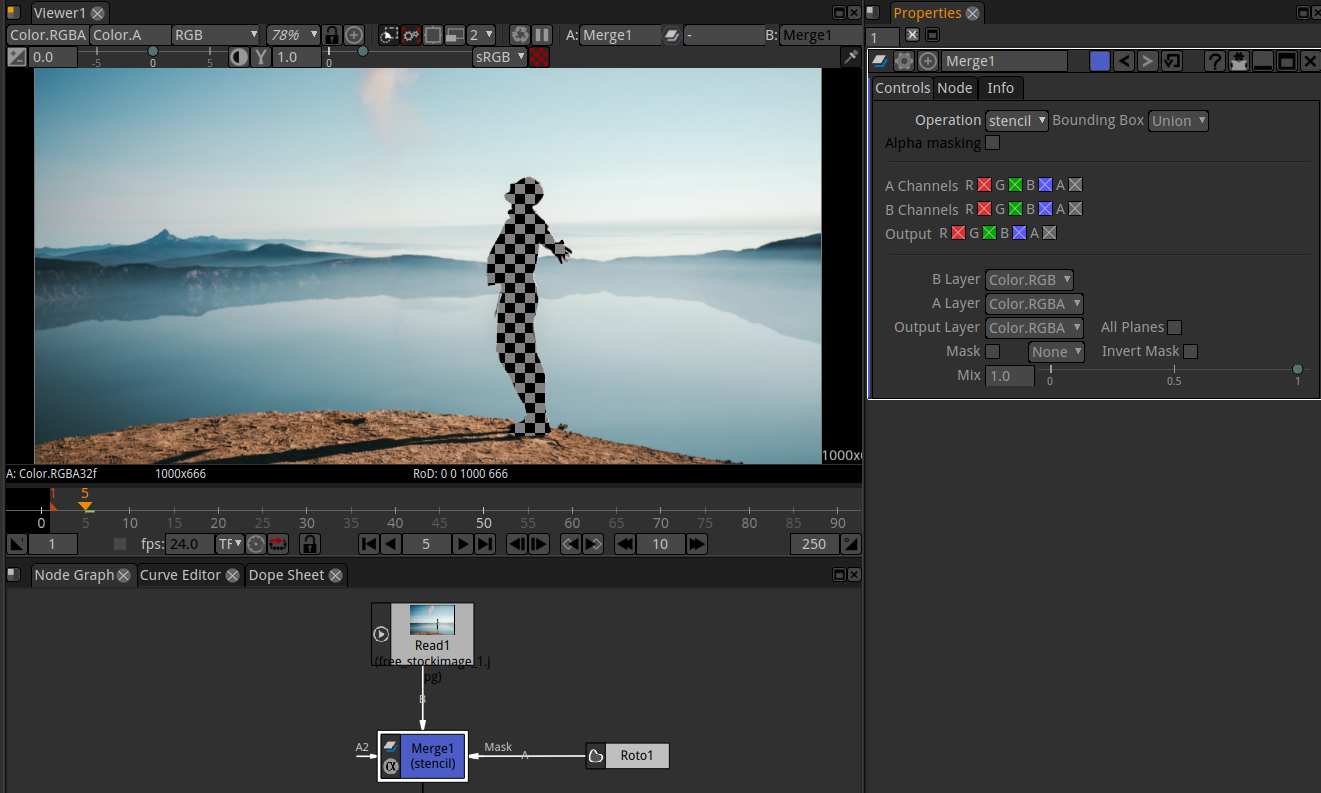 Viewer1
Properties
Color.RGBA Color.A RGB 78% 2 A: Merge1 - B: Merge1
1
0.0 -5 0 5 Y 1.0 0 sRGB
Merge1 < > ?
Controls Node Info
Operation stencil Bounding Box Union
Alpha masking
A Channels R G B A
B Channels R G B A
Output R G B A
B Layer Color.RGB
A Layer Color.RGBA
Output Layer Color.RGBA All Planes
Mask None Invert Mask
Mix 1.0 0 0.5 1
1000x
A: Color.RGBA32f 1000x666 RoD: 0 0 1000 666
1 5
0 5 10 15 20 25 30 35 40 45 50 55 60 65 70 75 80 85 90
1 fps: 24.0 TF 5 10 250
Node Graph Curve Editor Dope Sheet
Read1
(free_stockimage_1.j
pg)
B
A2 Merge1 Mask A Roto1
α (stencil)